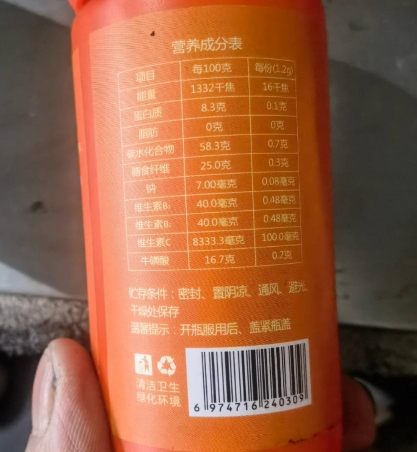 营养成分表
项目 每100克 每份(1.2g)
能量 1332千焦 16千焦
蛋白质 8.3克 0.1克
脂肪 0克 0克
碳水化合物 58.3克 0.7克
膳食纤维 25.0克 0.3克
钠 7.00毫克 0.08毫克
维生素B₁ 40.0毫克 0.48毫克
维生素B 40.0毫克 0.48毫克
维生素C 8333.3毫克 100.0毫克
牛磺酸 16.7克 0.2克
贮存条件：密封、置阴凉、通风、避光、
干燥处保存
温馨提示：开瓶服用后、盖紧瓶盖
清洁卫生
绿化环境
6 974716 240309